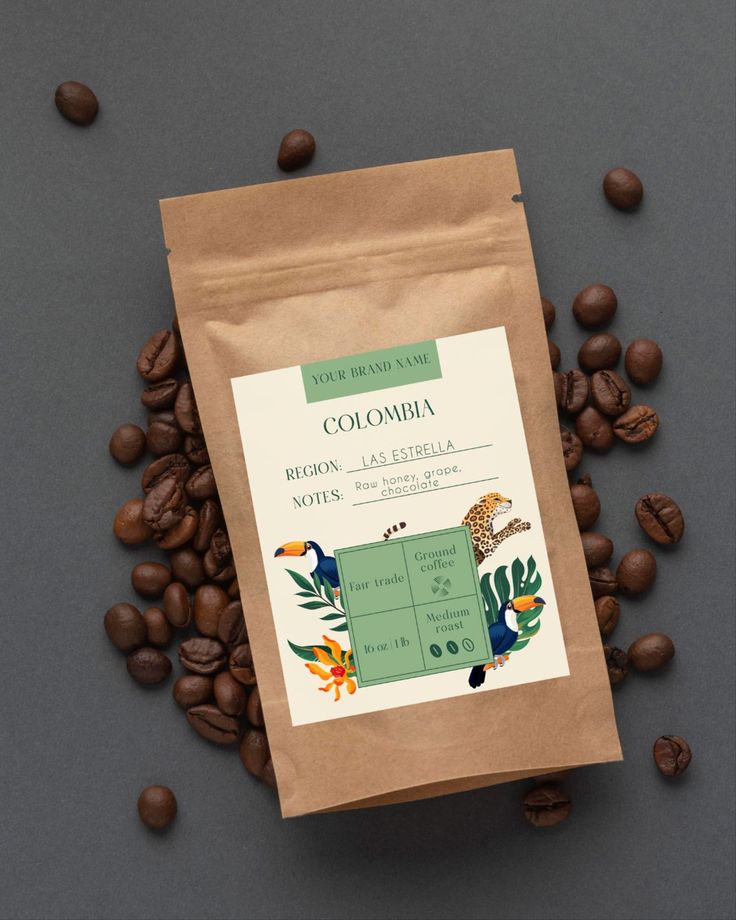 YOUR BRAND NAME
COLOMBIA
REGION: LAS ESTRELLA
NOTES: Raw honey, grape,
chocolate
Fair trade
Ground
coffee
16 oz | 1 lb
Medium
roast